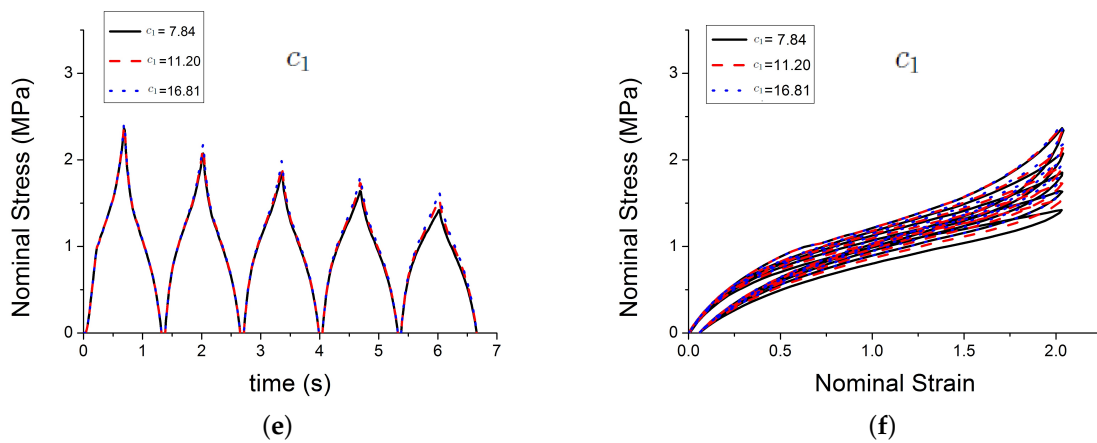 c₁= 7.84
c₁=11.20
c₁=16.81
c₁
Nominal Stress (MPa)
3
2
1
0
0 1 2 3 4 5 6 7
time (s)
(e)
c₁= 7.84
c₁=11.20
c₁=16.81
c₁
Nominal Stress (MPa)
3
2
1
0
0.0 0.5 1.0 1.5 2.0
Nominal Strain
(f)